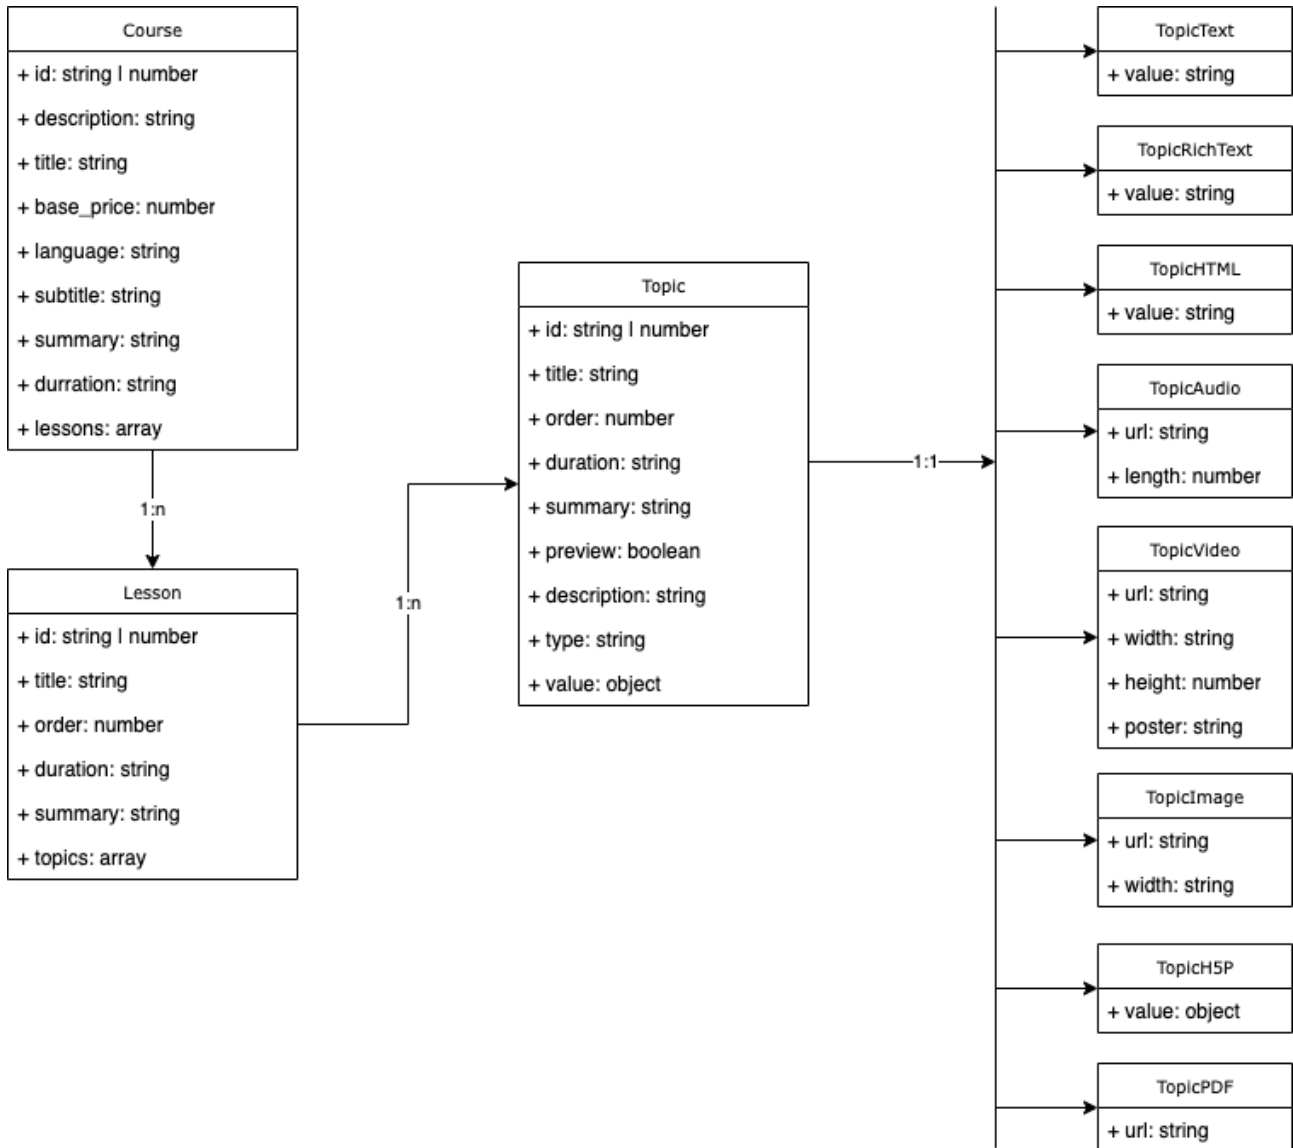 Course
+ id: string | number
+ description: string
+ title: string
+ base_price: number
+ language: string
+ subtitle: string
+ summary: string
+ durration: string
+ lessons: array
1:n
Lesson
+ id: string | number
+ title: string
+ order: number
+ duration: string
+ summary: string
+ topics: array
1:n
Topic
+ id: string | number
+ title: string
+ order: number
+ duration: string
+ summary: string
+ preview: boolean
+ description: string
+ type: string
+ value: object
1:1
TopicText
+ value: string
TopicRichText
+ value: string
TopicHTML
+ value: string
TopicAudio
+ url: string
+ length: number
TopicVideo
+ url: string
+ width: string
+ height: number
+ poster: string
TopicImage
+ url: string
+ width: string
TopicH5P
+ value: object
TopicPDF
+ url: string